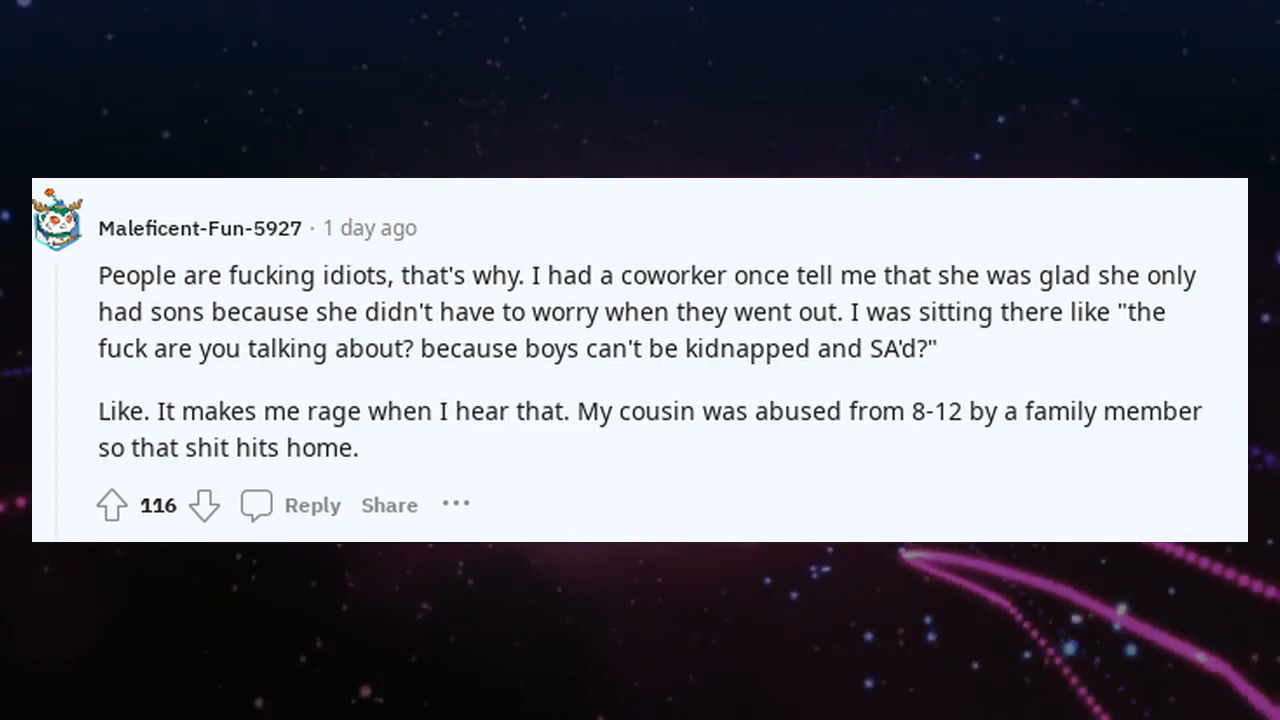 Maleficent-Fun-5927 · 1 day ago
People are fucking idiots, that's why. I had a coworker once tell me that she was glad she only
had sons because she didn't have to worry when they went out. I was sitting there like "the
fuck are you talking about? because boys can't be kidnapped and SA'd?"
Like. It makes me rage when I hear that. My cousin was abused from 8-12 by a family member
so that shit hits home.
116 Reply Share ···